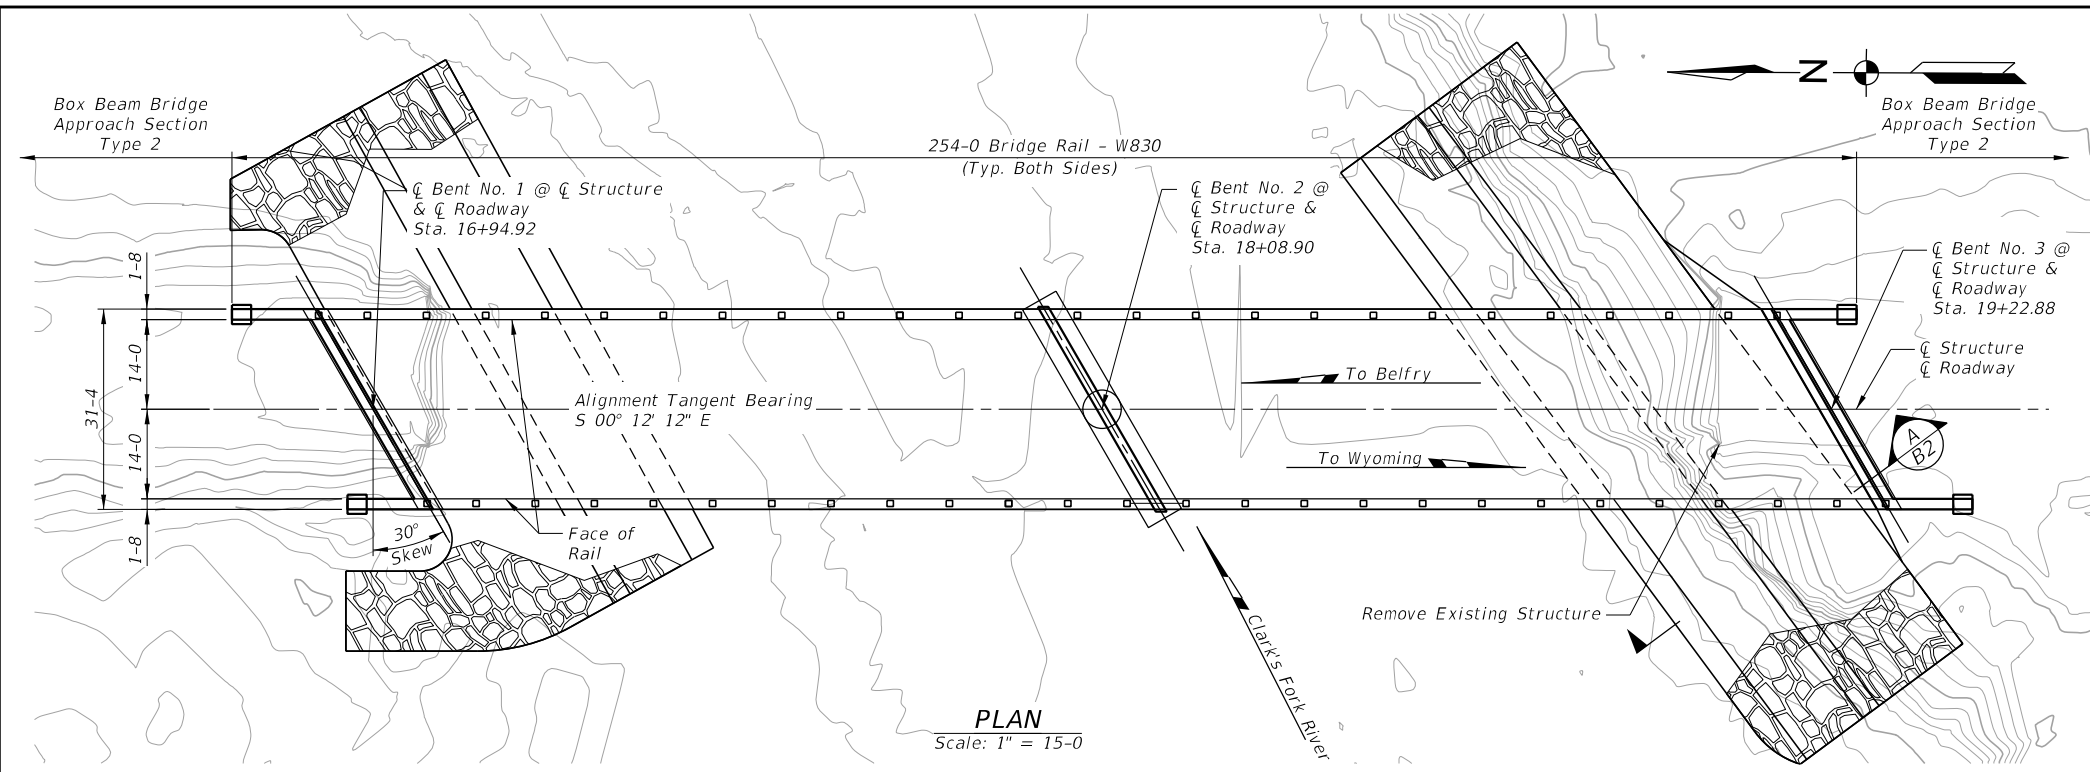 Box Beam Bridge
Approach Section
Type 2
254-0 Bridge Rail - W830
(Typ. Both Sides)
N
Box Beam Bridge
Approach Section
Type 2
℄ Bent No. 1 @ ℄ Structure
& ℄ Roadway
Sta. 16+94.92
℄ Bent No. 2 @
℄ Structure &
℄ Roadway
Sta. 18+08.90
℄ Bent No. 3 @
℄ Structure &
℄ Roadway
Sta. 19+22.88
℄ Structure
℄ Roadway
1-8
14-0
31-4
14-0
1-8
To Belfry
Alignment Tangent Bearing
S 00° 12' 12" E
To Wyoming
A
B2
30°
Skew
Face of
Rail
Remove Existing Structure
Clark's Fork River
PLAN
Scale: 1" = 15-0